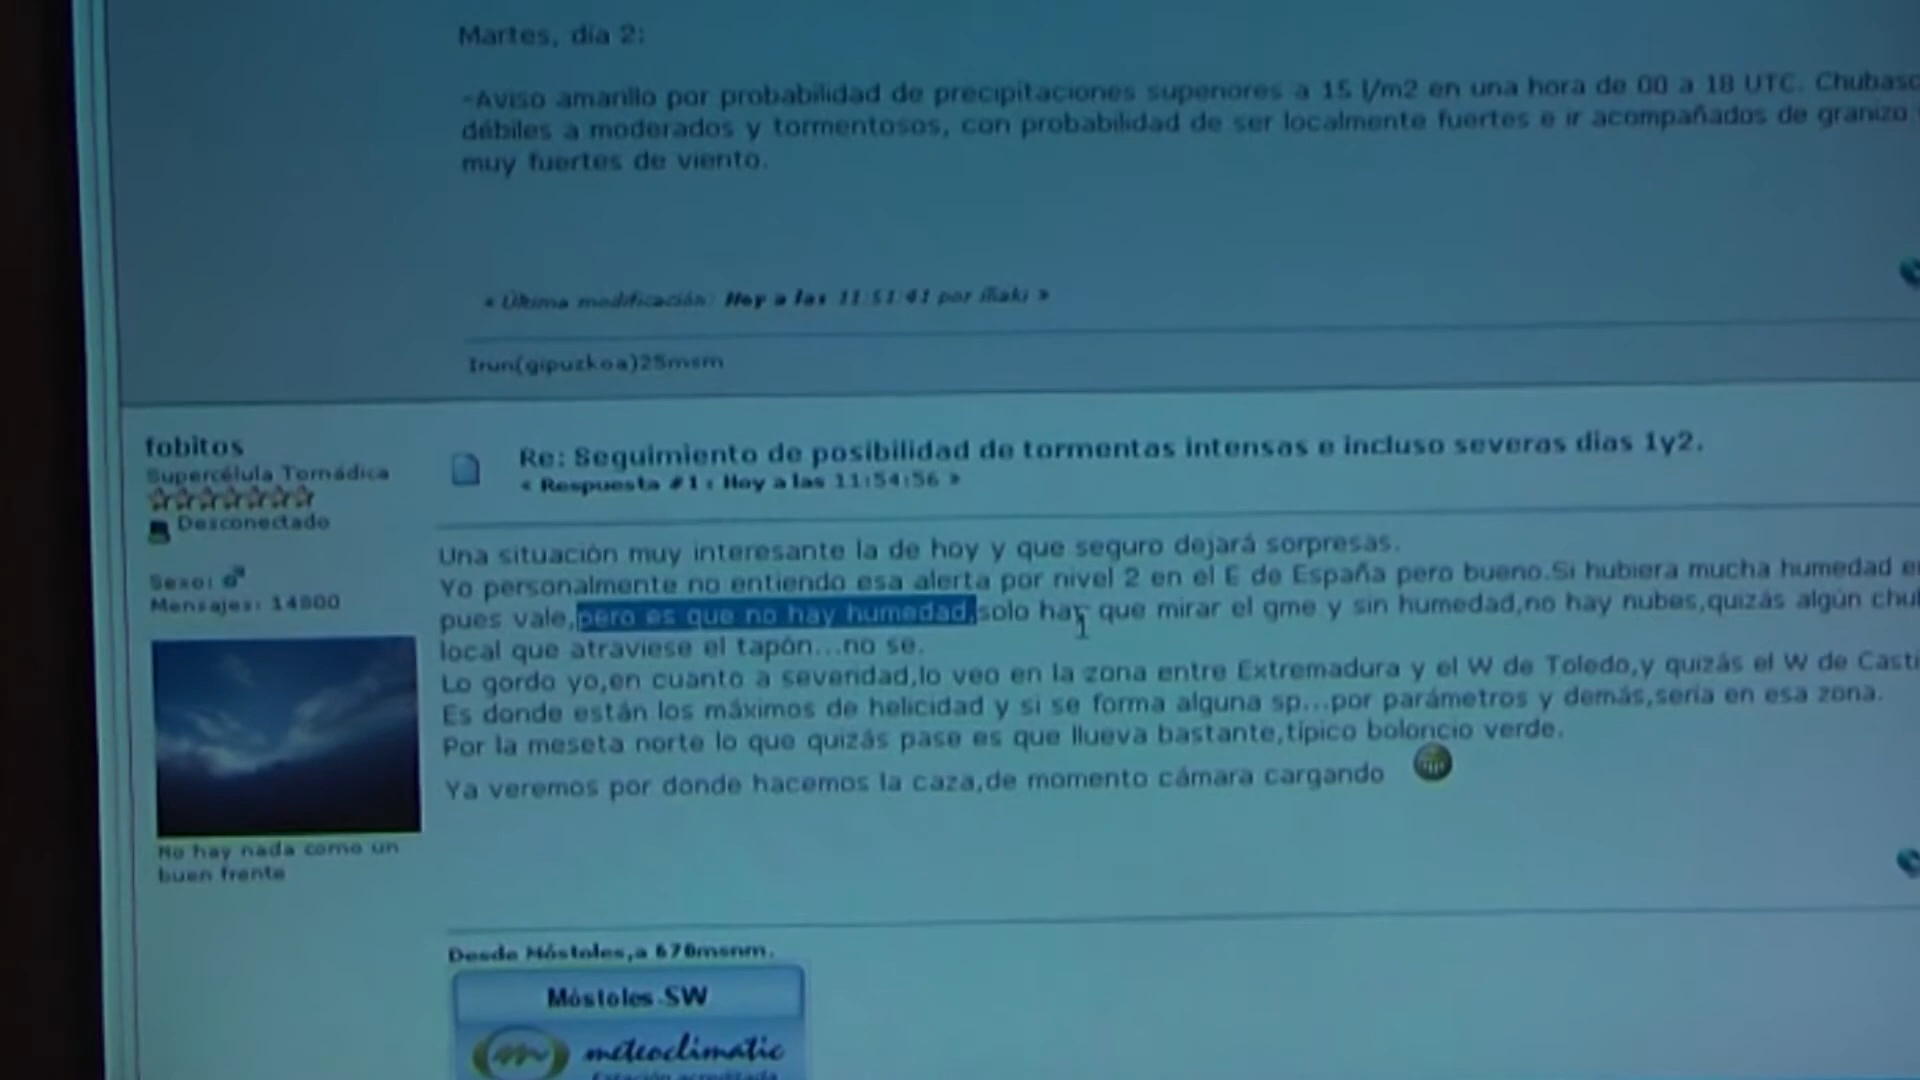 Martes, día 2:
-Aviso amarillo por probabilidad de precipitaciones superiores a 15 l/m2 en una hora de 00 a 18 UTC.
débiles a moderados y tormentosos, con probabilidad de ser localmente fuertes e ir acompañados de granizo
muy fuertes de viento.
« Última modificación: Hoy a las 11:51:41 por iñaki »
Irun(gipuzkoa)25msm
fobitos
Supercélula Tornádica
Desconectado
Sexo:
Mensajes: 14800
No hay nada como un
buen frente
Re: Seguimiento de posibilidad de tormentas intensas e incluso severas dias 1y2.
« Respuesta #1 : Hoy a las 11:54:56 »
Una situación muy interesante la de hoy y que seguro dejará sorpresas.
Yo personalmente no entiendo esa alerta por nivel 2 en el E de España pero bueno.Si hubiera mucha humedad
pues vale,pero es que no hay humedad,solo hay que mirar el gme y sin humedad,no hay nubes,quizás algún
local que atraviese el tapón...no se.
Lo gordo yo,en cuanto a severidad,lo veo en la zona entre Extremadura y el W de Toledo,y quizás el W de
Es donde están los máximos de helicidad y si se forma alguna sp...por parámetros y demás,sería en esa zona.
Por la meseta norte lo que quizás pase es que llueva bastante,típico boloncio verde.
Ya veremos por donde hacemos la caza,de momento cámara cargando
Desde Móstoles,a 670msnm.
Móstoles-SW
meteoclimatic
Estación acreditada